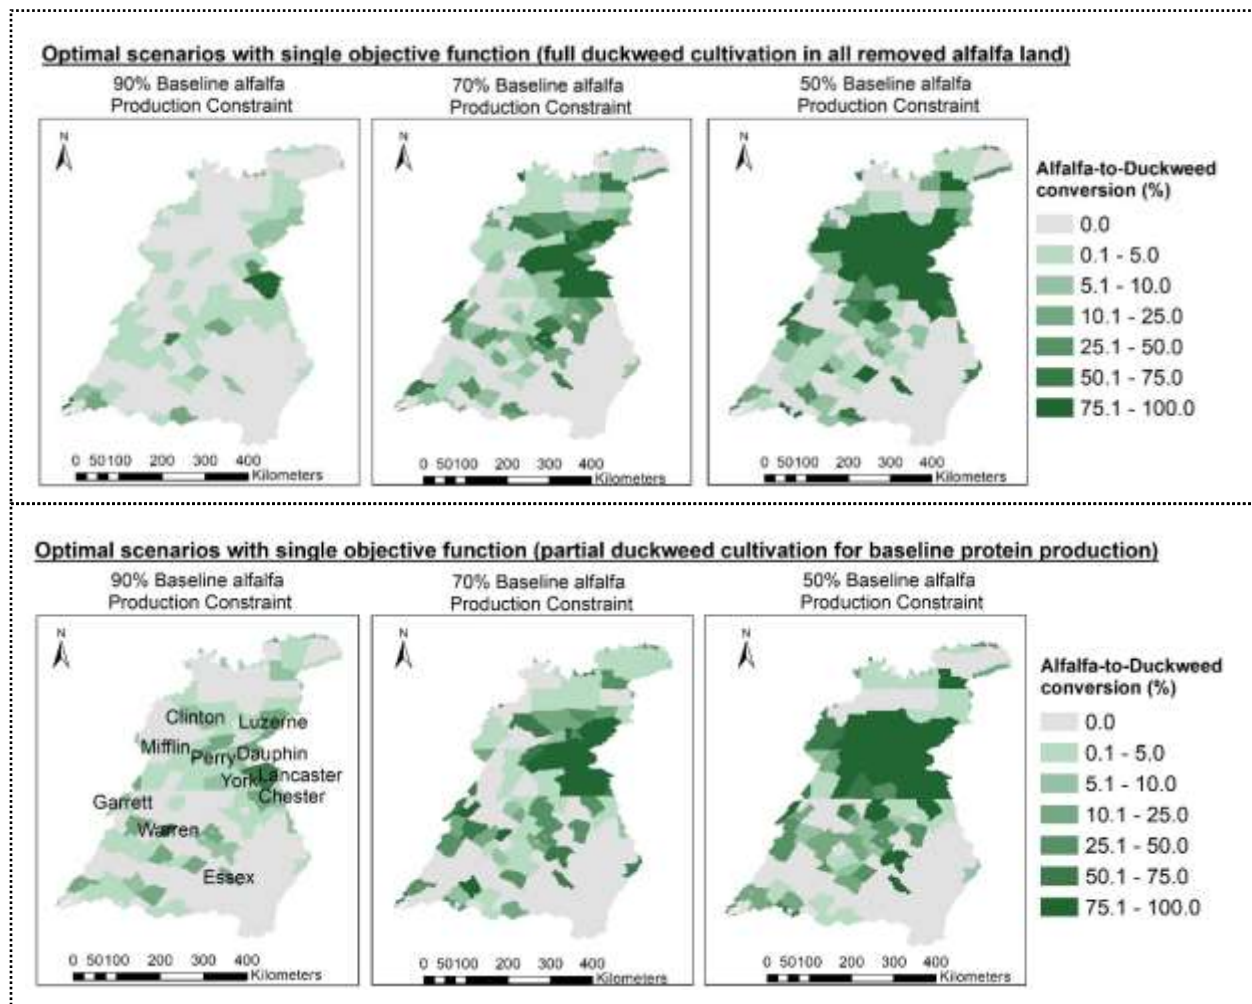 Optimal scenarios with single objective function (full duckweed cultivation in all removed alfalfa land)
90% Baseline alfalfa
Production Constraint
70% Baseline alfalfa
Production Constraint
50% Baseline alfalfa
Production Constraint
N
N
N
0 50100 200 300 400
Kilometers
0 50100 200 300 400
Kilometers
0 50100 200 300 400
Kilometers
Alfalfa-to-Duckweed
conversion (%)
0.0
0.1 - 5.0
5.1 - 10.0
10.1 - 25.0
25.1 - 50.0
50.1 - 75.0
75.1 - 100.0
Optimal scenarios with single objective function (partial duckweed cultivation for baseline protein production)
90% Baseline alfalfa
Production Constraint
70% Baseline alfalfa
Production Constraint
50% Baseline alfalfa
Production Constraint
N
N
N
Clinton
Luzerne
Mifflin
Perry
Dauphin
York
Lancaster
Chester
Garrett
Warren
Essex
0 50100 200 300 400
Kilometers
0 50100 200 300 400
Kilometers
0 50100 200 300 400
Kilometers
Alfalfa-to-Duckweed
conversion (%)
0.0
0.1 - 5.0
5.1 - 10.0
10.1 - 25.0
25.1 - 50.0
50.1 - 75.0
75.1 - 100.0